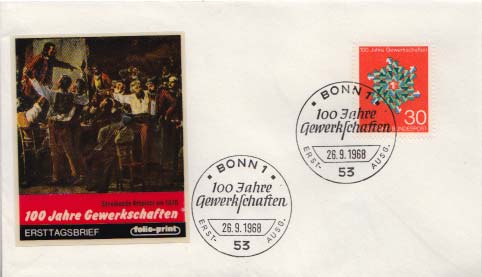 Streikende Arbeiter um 1870
100 Jahre Gewerkschaften
ERSTTAGSBRIEF folio-print
BONN 1
100 Jahre
Gewerkschaften
ERST- 26.9.1968 AUSG.
53
100 Jahre Gewerkschaften
30
BUNDESPOST
BONN 1
100 Jahre
Gewerkschaften
ERST- 26.9.1968 AUSG.
53